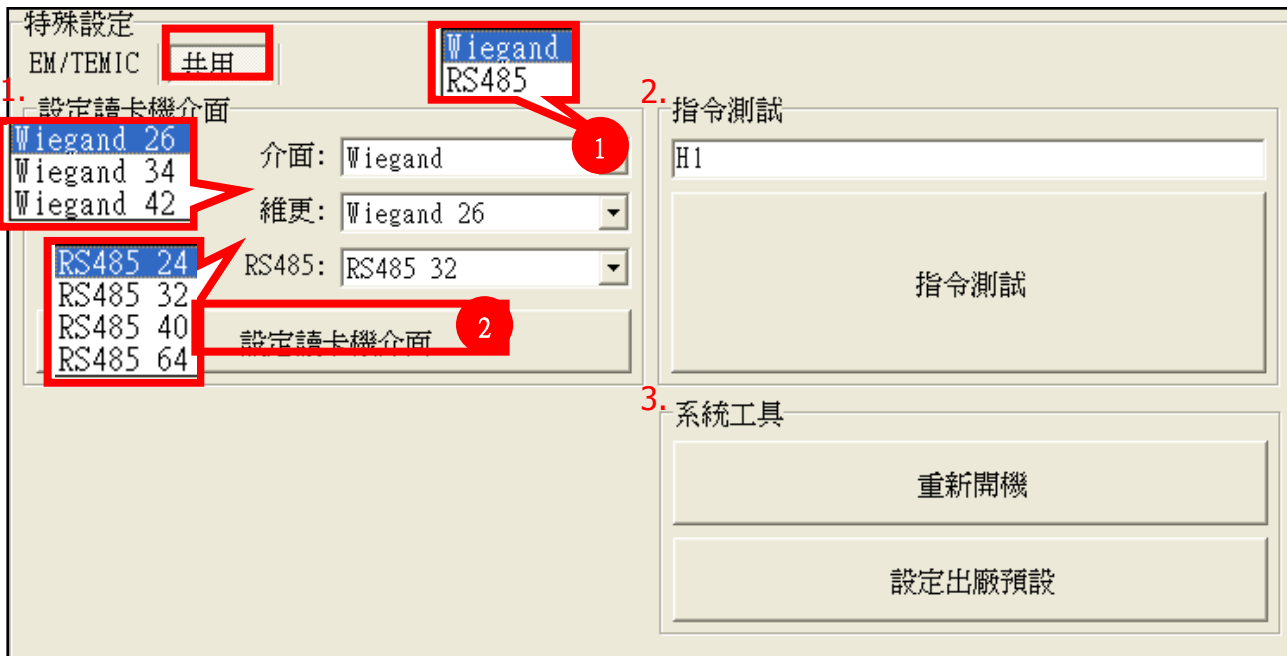 特殊設定
EM/TEMIC
共用
Wiegand
RS485
1.
設定讀卡機介面
Wiegand 26
Wiegand 34
Wiegand 42
介面:
Wiegand
1
維更:
Wiegand 26
RS485 24
RS485 32
RS485 40
RS485 64
RS485:
RS485 32
設定讀卡機介面
2
2.
指令測試
H1
指令測試
3.
系統工具
重新開機
設定出廠預設